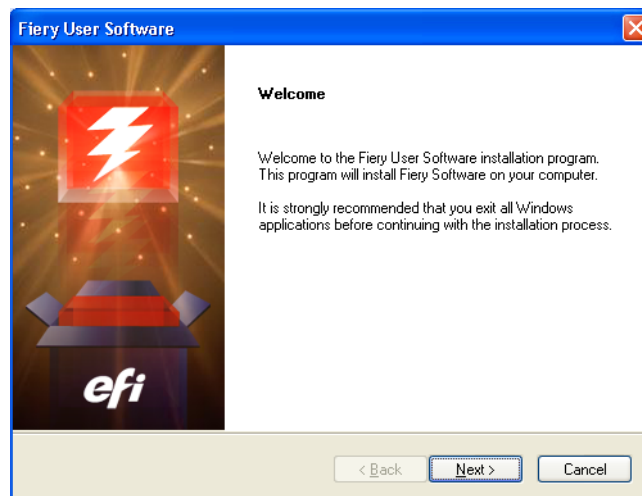 Fiery User Software
Welcome
Welcome to the Fiery User Software installation program.
This program will install Fiery Software on your computer.
It is strongly recommended that you exit all Windows
applications before continuing with the installation process.
efi
< Back
Next >
Cancel